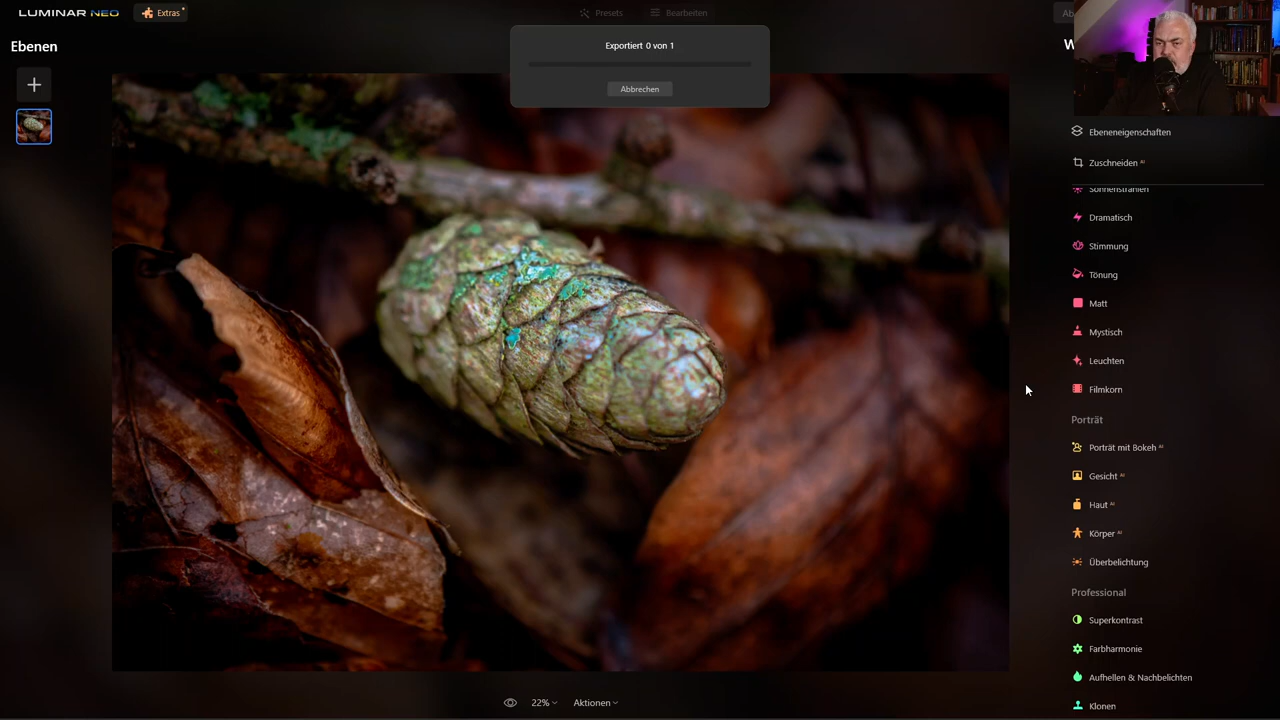 LUMINAR NEO
Extras
Presets
Bearbeiten
Ab
Ebenen
W
Exportiert 0 von 1
Abbrechen
Ebeneneigenschaften
Zuschneiden AI
Sonnenstrahlen
Dramatisch
Stimmung
Tönung
Matt
Mystisch
Leuchten
Filmkorn
Porträt
Porträt mit Bokeh AI
Gesicht AI
Haut AI
Körper AI
Überbelichtung
Professional
Superkontrast
Farbharmonie
Aufhellen & Nachbelichten
Klonen
22%
Aktionen